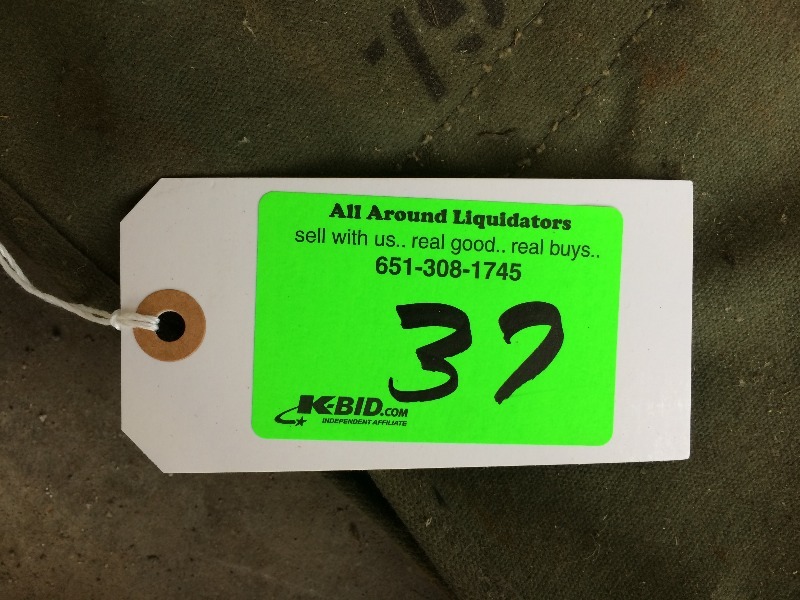 All Around Liquidators
sell with us.. real good.. real buys..
651-308-1745
37
K-BID.COM
INDEPENDENT AFFILIATE